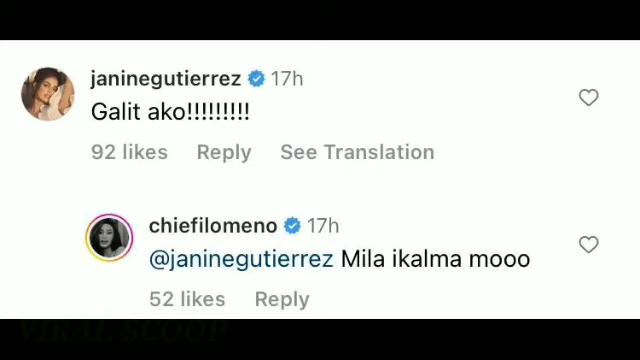 janinegutierrez 17h
Galit ako!!!!!!!!!
92 likes Reply See Translation
chiefilomeno 17h
@janinegutierrez Mila ikalma mooo
52 likes Reply
VIRAL SCOOP